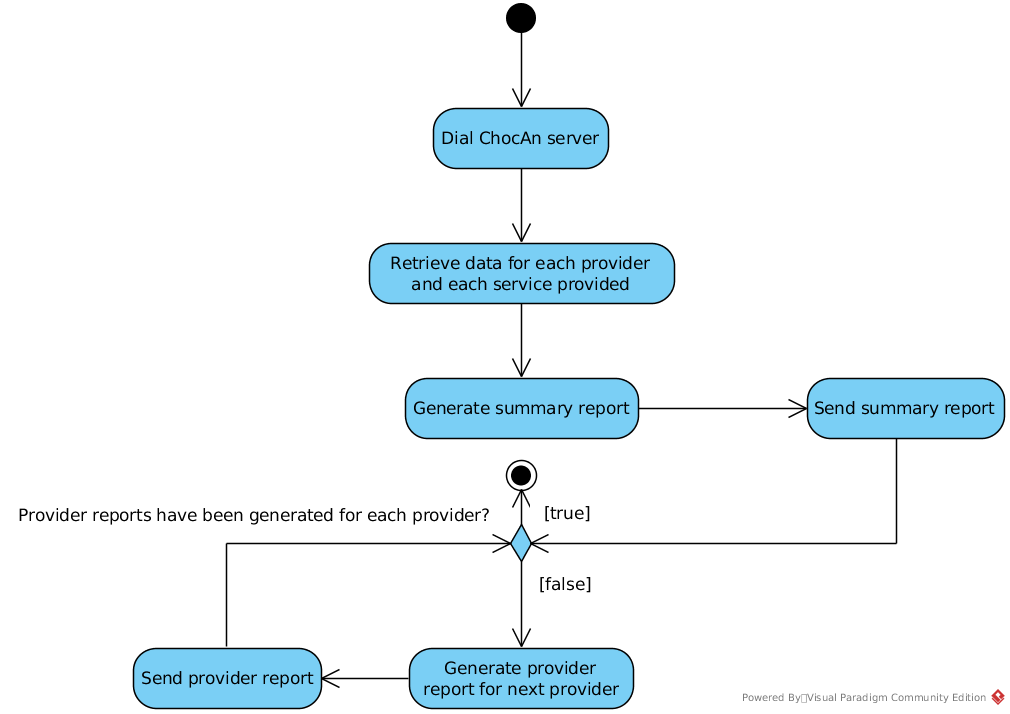 Dial ChocAn server
Retrieve data for each provider
and each service provided
Generate summary report
Send summary report
Provider reports have been generated for each provider?
[true]
[false]
Send provider report
Generate provider
report for next provider
Powered By Visual Paradigm Community Edition